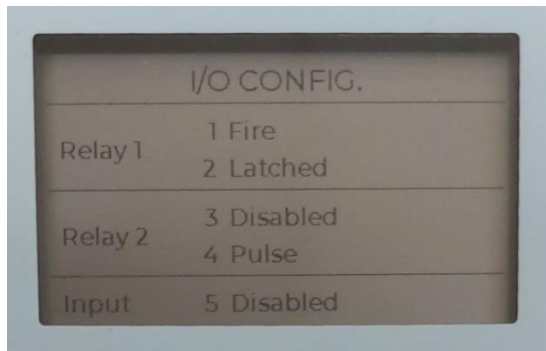 I/O CONFIG.
Relay 1
1 Fire
2 Latched
Relay 2
3 Disabled
4 Pulse
Input 5 Disabled